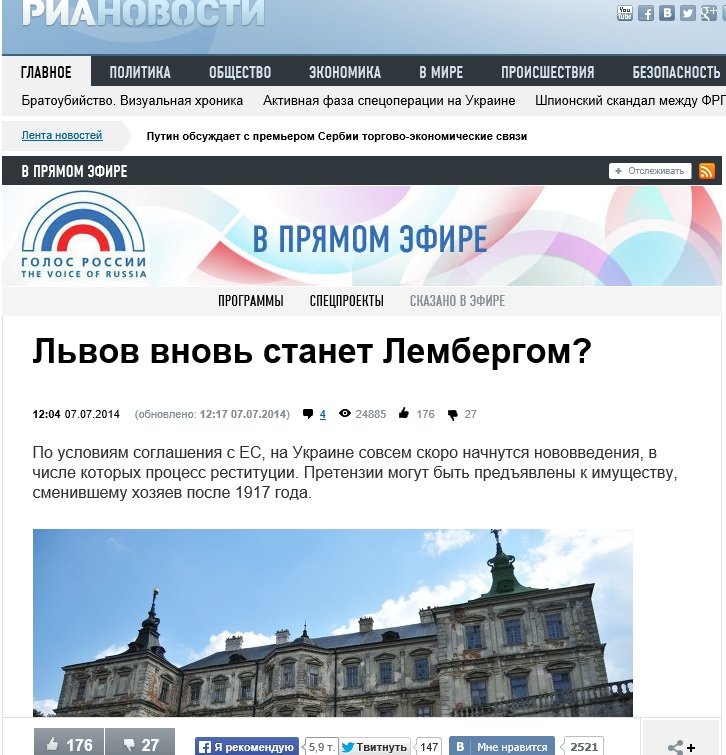 РИАНОВОСТИ
You Tube f B g+
ГЛАВНОЕ ПОЛИТИКА ОБЩЕСТВО ЭКОНОМИКА В МИРЕ ПРОИСШЕСТВИЯ БЕЗОПАСНОСТЬ
Братоубийство. Визуальная хроника Активная фаза спецоперации на Украине Шпионский скандал между ФРГ
Лента новостей Путин обсуждает с премьером Сербии торгово-экономические связи
В ПРЯМОМ ЭФИРЕ + Отслеживать
В ПРЯМОМ ЭФИРЕ
ГОЛОС РОССИИ
THE VOICE OF RUSSIA
ПРОГРАММЫ СПЕЦПРОЕКТЫ СКАЗАНО В ЭФИРЕ
Львов вновь станет Лембергом?
12:04 07.07.2014 (обновлено: 12:17 07.07.2014) 4 24885 176 27
По условиям соглашения с ЕС, на Украине совсем скоро начнутся нововведения, в
числе которых процесс реституции. Претензии могут быть предъявлены к имуществу,
сменившему хозяев после 1917 года.
176 27 f Я рекомендую 5,9 т. Твитнуть 147 B Мне нравится 2521 +